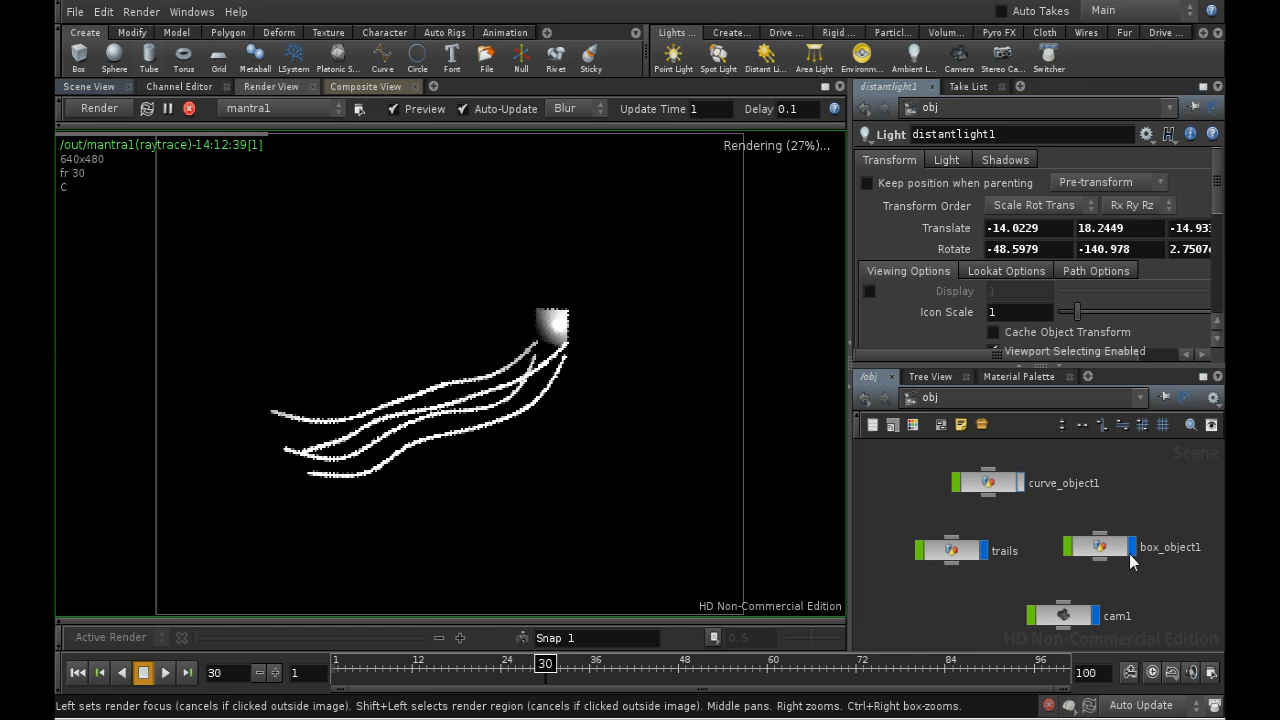 File Edit Render Windows Help Auto Takes Main
Create Modify Model Polygon Deform Texture Character Auto Rigs Animation Lights ... Create... Drive ... Rigid ... Particl... Volum... Pyro FX Cloth Wires Fur Drive ...
Box Sphere Tube Torus Grid Metaball LSystem Platonic S... Curve Circle Font File Null Rivet Sticky Point Light Spot Light Distant Li... Area Light Environm... Ambient L... Camera Stereo Ca... Switcher
Scene View Channel Editor Render View Composite View
Render mantra1 Preview Auto-Update Blur Update Time 1 Delay 0.1
/out/mantra1(raytrace)-14:12:39[1]
640x480
fr 30
C
Rendering (27%)...
HD Non-Commercial Edition
Active Render Snap 1 0.5
distantlight1 Take List
obj
Light distantlight1
Transform Light Shadows
Keep position when parenting Pre-transform
Transform Order Scale Rot Trans Rx Ry Rz
Translate -14.0229 18.2449 -14.93
Rotate -48.5979 -140.978 2.7507
Viewing Options Lookat Options Path Options
Display 1
Icon Scale 1
Cache Object Transform
Viewport Selecting Enabled
/obj Tree View Material Palette
obj
Scene
curve_object1
trails
box_object1
cam1
HD Non-Commercial Edition
30 1 1 12 24 30 36 48 60 72 84 96 100
Left sets render focus (cancels if clicked outside image). Shift+Left selects render region (cancels if clicked outside image). Middle pans. Right zooms. Ctrl+Right box-zooms. Auto Update